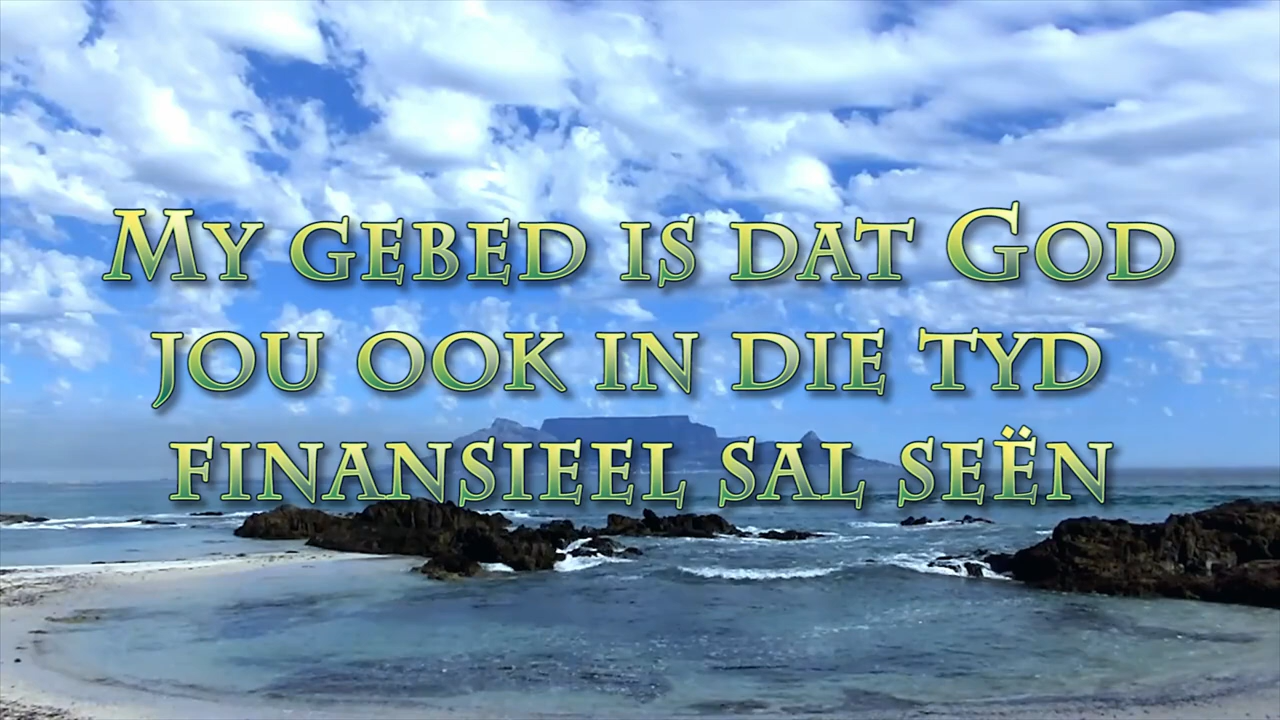 My gebed is dat God
jou ook in die tyd
finansieel sal seën